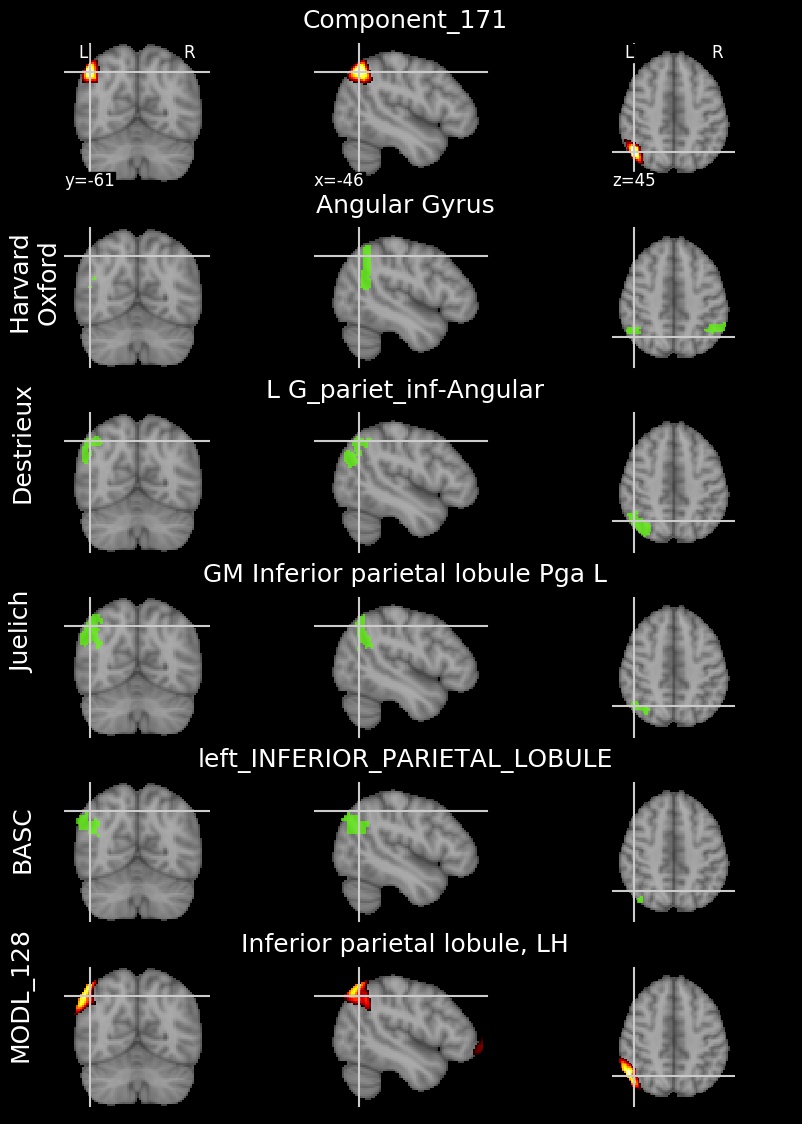 Component_171
L
R
L
R
y=-61
x=-46
z=45
Angular Gyrus
Harvard
Oxford
L G_pariet_inf-Angular
Destrieux
GM Inferior parietal lobule Pga L
Juelich
left_INFERIOR_PARIETAL_LOBULE
BASC
Inferior parietal lobule, LH
MODL_128